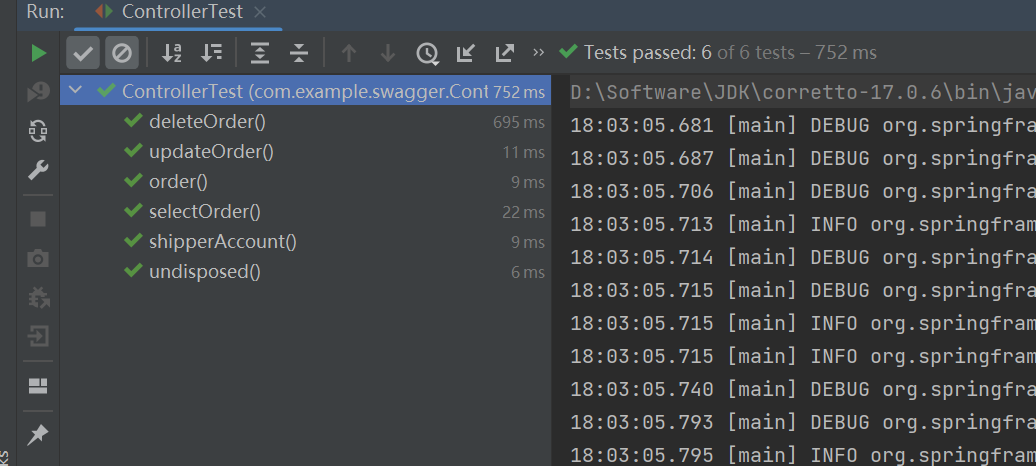 Run: ControllerTest ×
Tests passed: 6 of 6 tests – 752 ms
ControllerTest (com.example.swagger.Cont 752 ms
deleteOrder() 695 ms
updateOrder() 11 ms
order() 9 ms
selectOrder() 22 ms
shipperAccount() 9 ms
undisposed() 6 ms
D:\Software\JDK\corretto-17.0.6\bin\jav
18:03:05.681 [main] DEBUG org.springfra
18:03:05.687 [main] DEBUG org.springfra
18:03:05.706 [main] DEBUG org.springfra
18:03:05.713 [main] INFO org.springfram
18:03:05.714 [main] DEBUG org.springfra
18:03:05.715 [main] DEBUG org.springfra
18:03:05.715 [main] INFO org.springfram
18:03:05.715 [main] INFO org.springfram
18:03:05.740 [main] DEBUG org.springfra
18:03:05.793 [main] DEBUG org.springfra
18:03:05.795 [main] INFO org.springfram